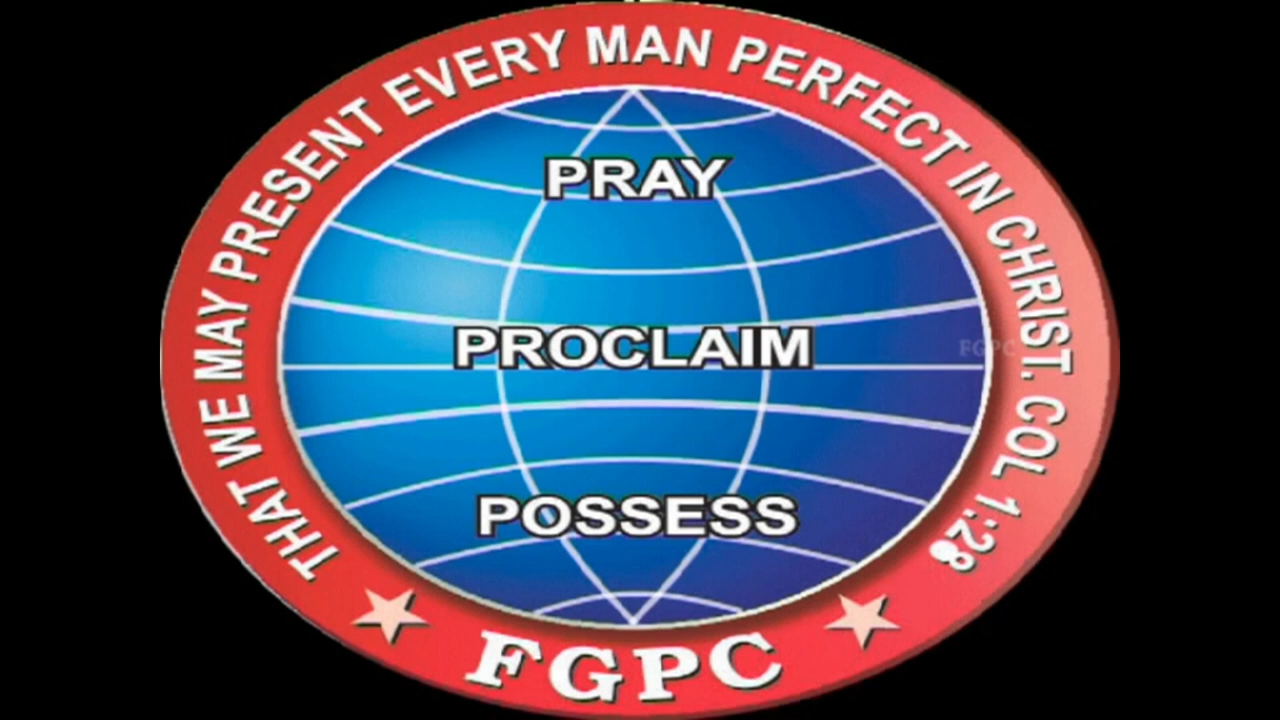 THAT WE MAY PRESENT EVERY MAN PERFECT IN CHRIST. COL 1:28
PRAY
PROCLAIM
FGPC
POSSESS
FGPC